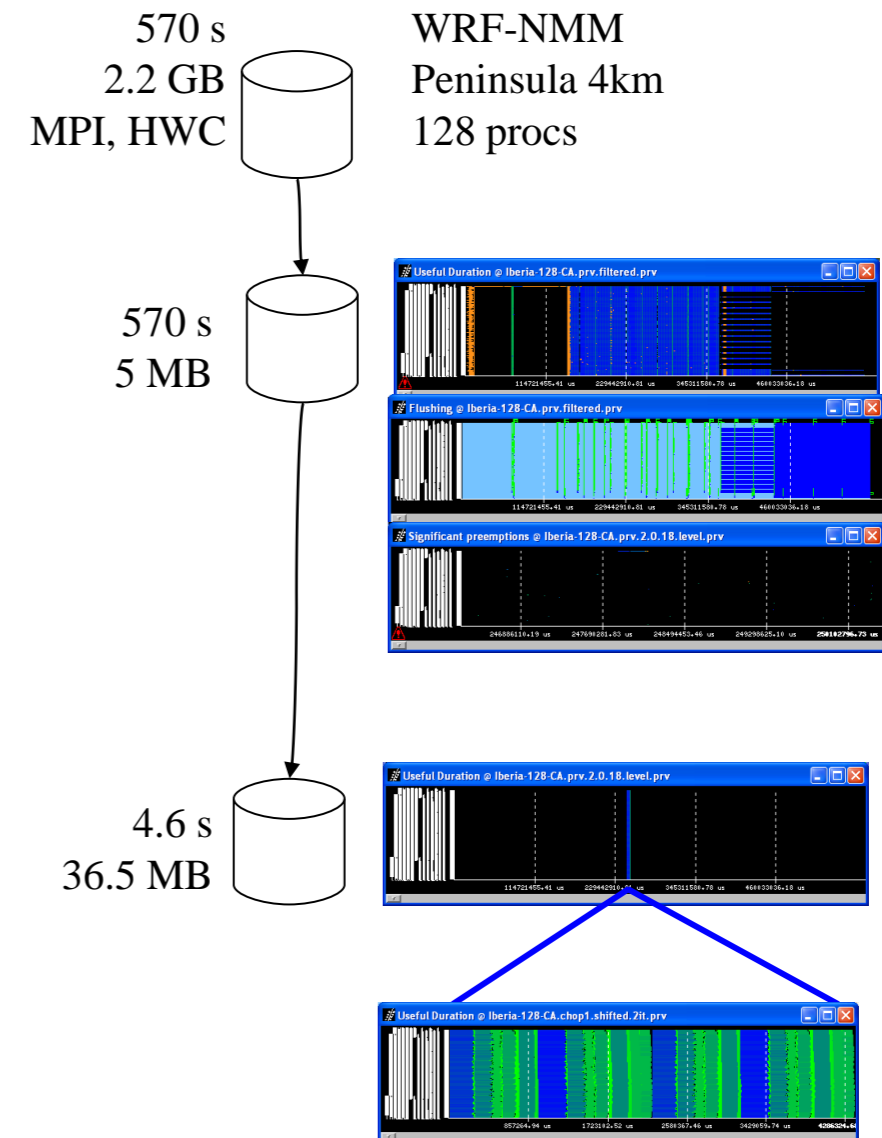 570 s
2.2 GB
MPI, HWC
WRF-NMM
Peninsula 4km
128 procs
570 s
5 MB
Useful Duration @ Iberia-128-CA.prv.filtered.prv
114721455.41 us 229442910.81 us 345311580.78 us 460033036.18 us
Flushing @ Iberia-128-CA.prv.filtered.prv
114721455.41 us 229442910.81 us 345311580.78 us 460033036.18 us
Significant preemptions @ Iberia-128-CA.prv.2.0.18.level.prv
246886110.19 us 247690281.83 us 248494453.46 us 249298625.10 us 250102796.73 us
4.6 s
36.5 MB
Useful Duration @ Iberia-128-CA.prv.2.0.18.level.prv
114721455.41 us 229442910.81 us 345311580.78 us 460033036.18 us
Useful Duration @ Iberia-128-CA.chop1.shifted.2it.prv
857264.94 us 1723102.52 us 2580367.46 us 3429059.74 us